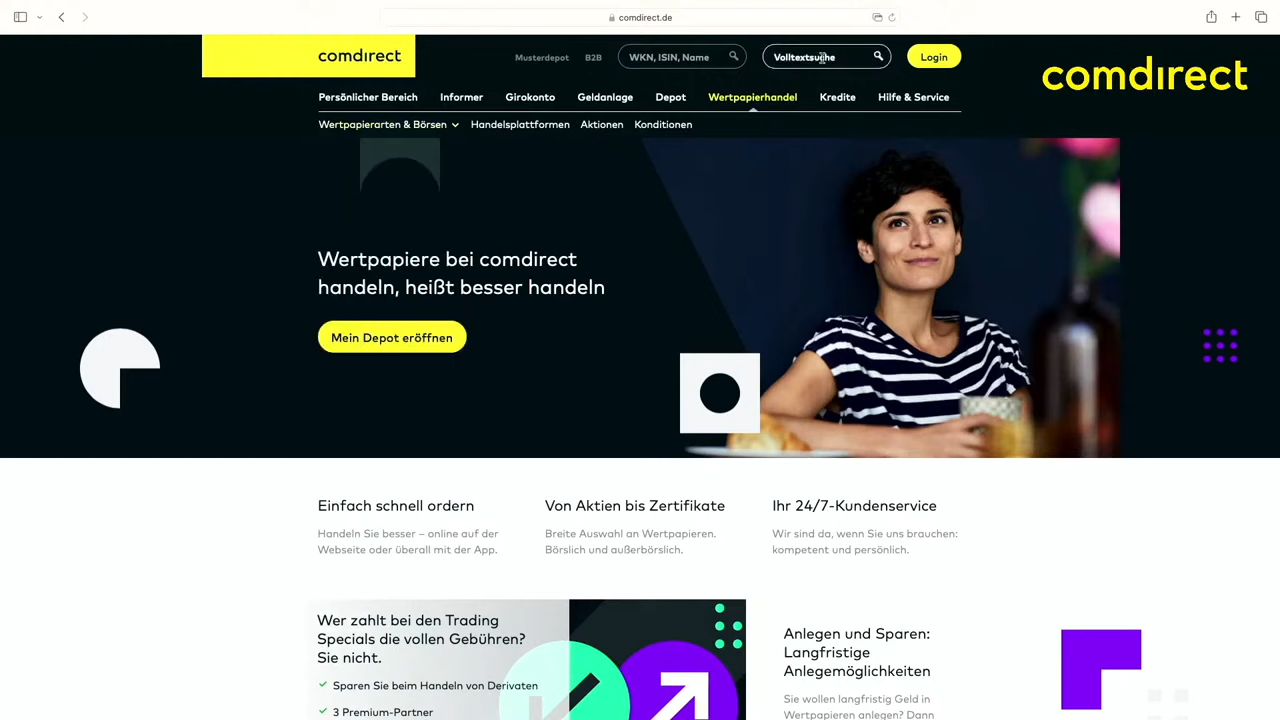 comdirect.de
comdirect
Musterdepot
B2B
WKN, ISIN, Name
Volltextsuche
Login
comdirect
Persönlicher Bereich
Informer
Girokonto
Geldanlage
Depot
Wertpapierhandel
Kredite
Hilfe & Service
Wertpapierarten & Börsen
Handelsplattformen
Aktionen
Konditionen
Wertpapiere bei comdirect
handeln, heißt besser handeln
Mein Depot eröffnen
Einfach schnell ordern
Handeln Sie besser – online auf der
Webseite oder überall mit der App.
Von Aktien bis Zertifikate
Breite Auswahl an Wertpapieren.
Börslich und außerbörslich.
Ihr 24/7-Kundenservice
Wir sind da, wenn Sie uns brauchen:
kompetent und persönlich.
Wer zahlt bei den Trading
Specials die vollen Gebühren?
Sie nicht.
Sparen Sie beim Handeln von Derivaten
3 Premium-Partner
Anlegen und Sparen:
Langfristige
Anlegemöglichkeiten
Sie wollen langfristig Geld in
Wertpapieren anlegen? Dann